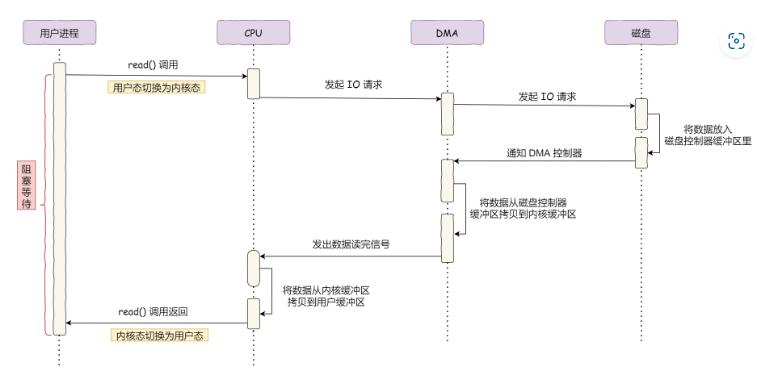 用户进程
CPU
DMA
磁盘
read() 调用
用户态切换为内核态
发起 IO 请求
发起 IO 请求
将数据放入
磁盘控制器缓冲区里
通知 DMA 控制器
阻
塞
等
待
将数据从磁盘控制器
缓冲区拷贝到内核缓冲区
发出数据读完信号
将数据从内核缓冲区
拷贝到用户缓冲区
read() 调用返回
内核态切换为用户态